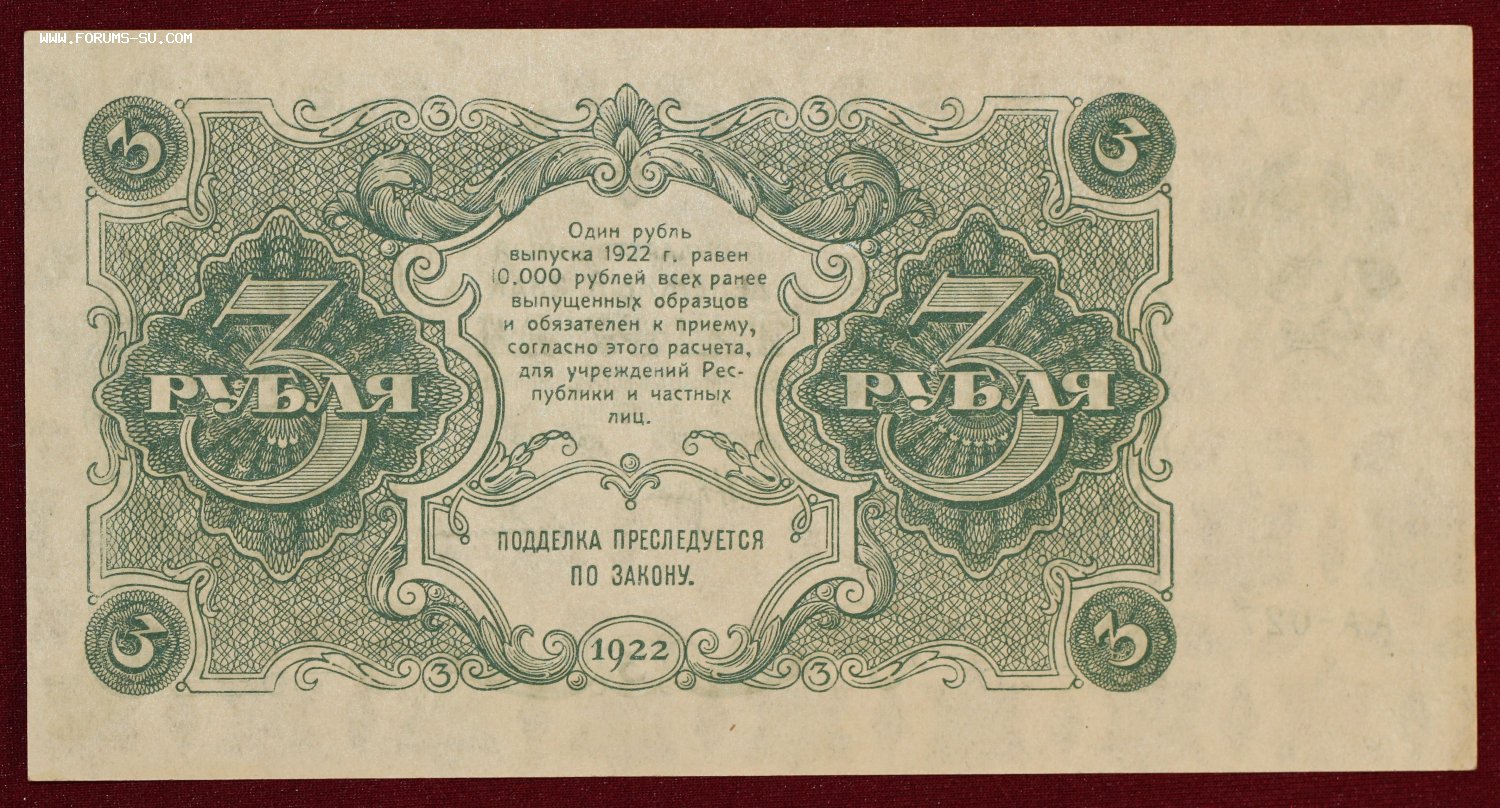 WWW.FORUMS-SU.COM
3 3
3 3
Один рубль
выпуска 1922 г. равен
10.000 рублей всех ранее
выпущенных образцов
и обязателен к приему,
согласно этого расчета,
для учреждений Рес-
публики и частных
лиц.
3 РУБЛЯ
3 РУБЛЯ
ПОДДЕЛКА ПРЕСЛЕДУЕТСЯ
ПО ЗАКОНУ.
3 3
1922
3 3